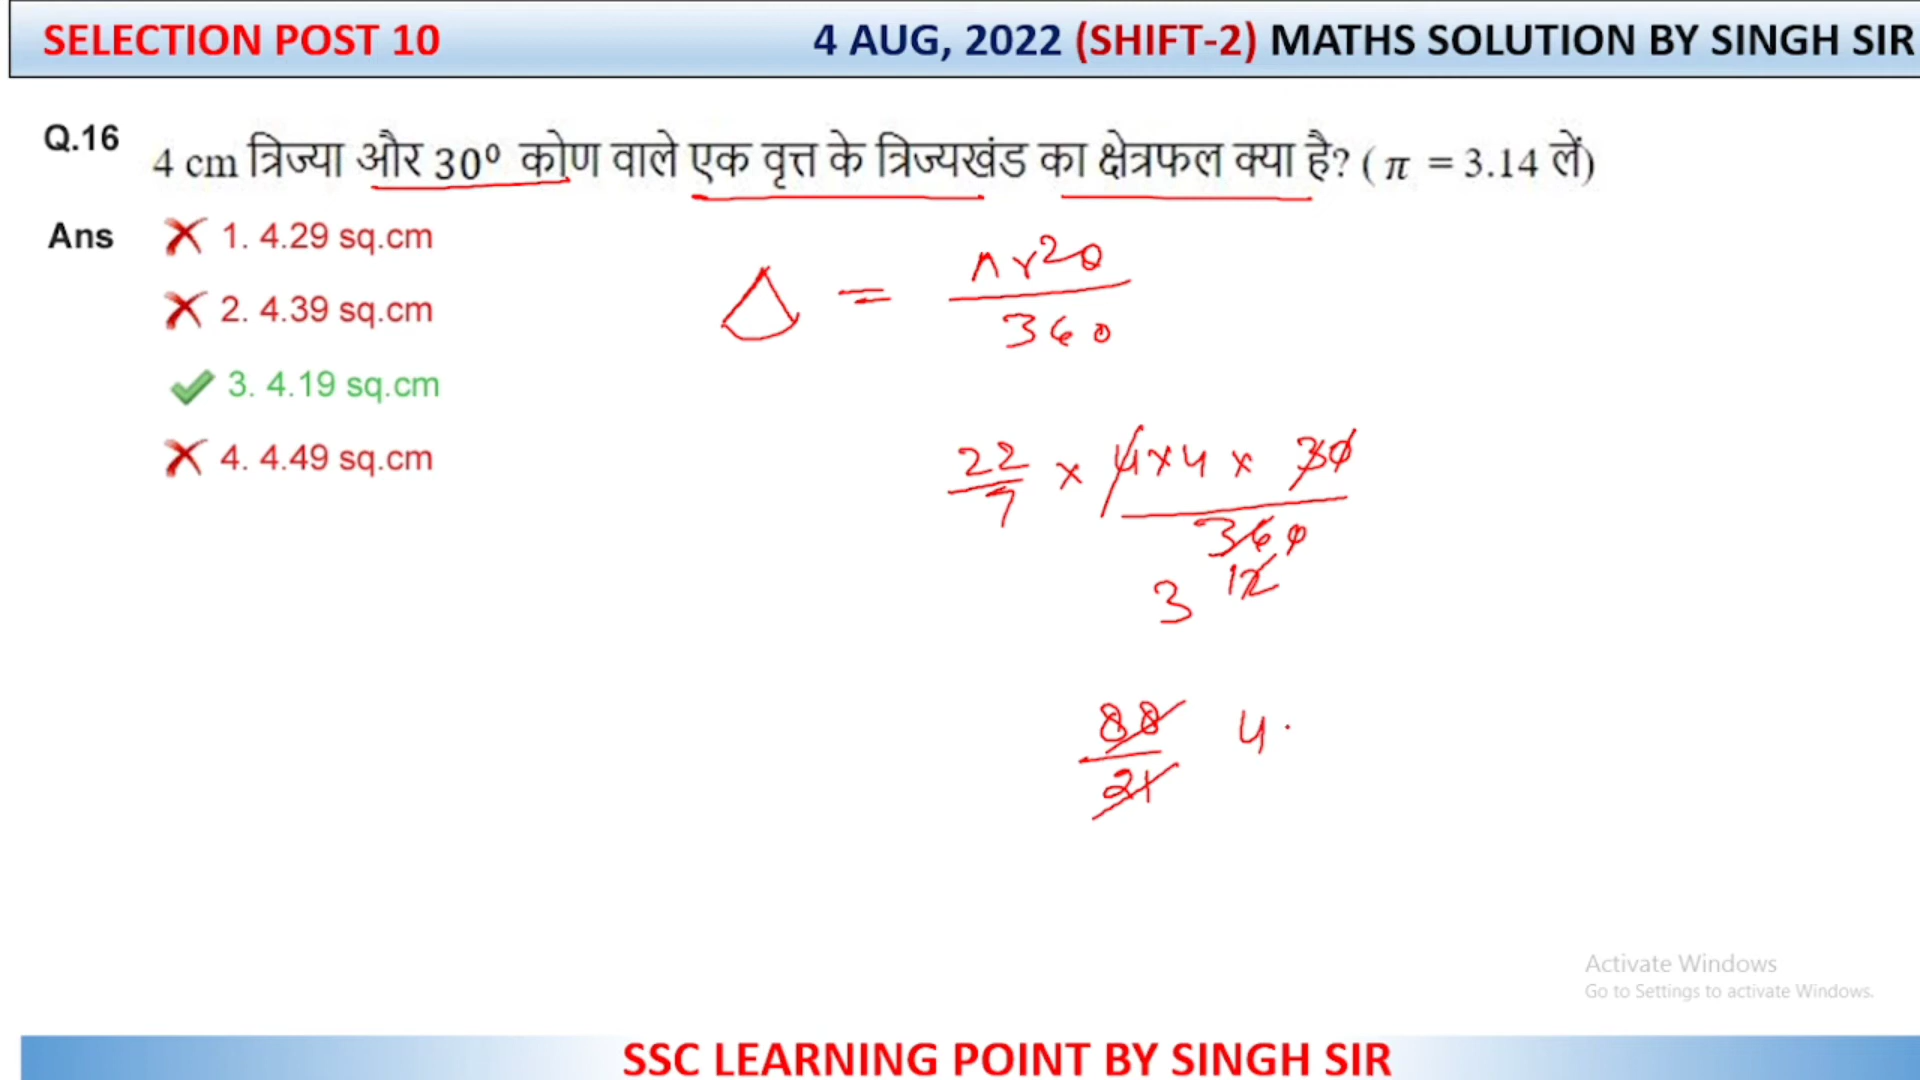 SELECTION POST 10 4 AUG, 2022 (SHIFT-2) MATHS SOLUTION BY SINGH SIR
Q.16 4 cm त्रिज्या और 30⁰ कोण वाले एक वृत्त के त्रिज्यखंड का क्षेत्रफल क्या है? ( π = 3.14 लें)
Ans 1. 4.29 sq.cm
2. 4.39 sq.cm
3. 4.19 sq.cm
4. 4.49 sq.cm
= πr²θ
360
22 × 4×4 × 30
7 360
3 12
88 4.
21
Activate Windows
Go to Settings to activate Windows.
SSC LEARNING POINT BY SINGH SIR